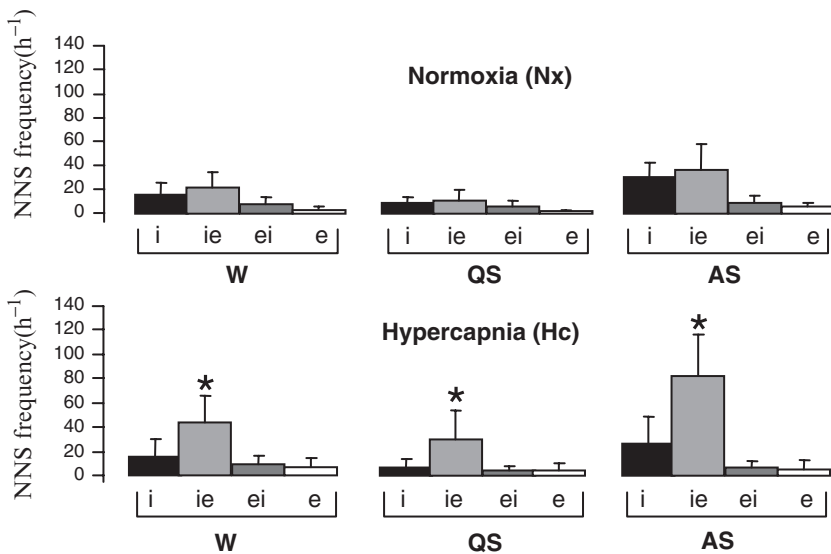 NNS frequency(h⁻¹)
140
120
100
80
60
40
20
0
Normoxia (Nx)
i ie ei e i ie ei e i ie ei e
W QS AS
NNS frequency(h⁻¹)
140
120
100
80
60
40
20
0
Hypercapnia (Hc)
* * *
i ie ei e i ie ei e i ie ei e
W QS AS